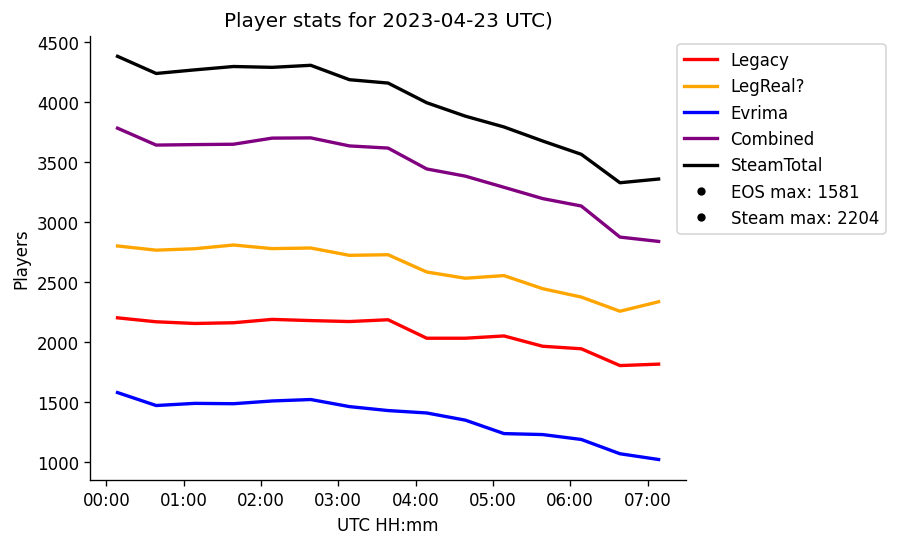 Player stats for 2023-04-23 UTC)
4500
4000
3500
3000
2500
2000
1500
1000
Players
00:00 01:00 02:00 03:00 04:00 05:00 06:00 07:00
UTC HH:mm
Legacy
LegReal?
Evrima
Combined
SteamTotal
EOS max: 1581
Steam max: 2204